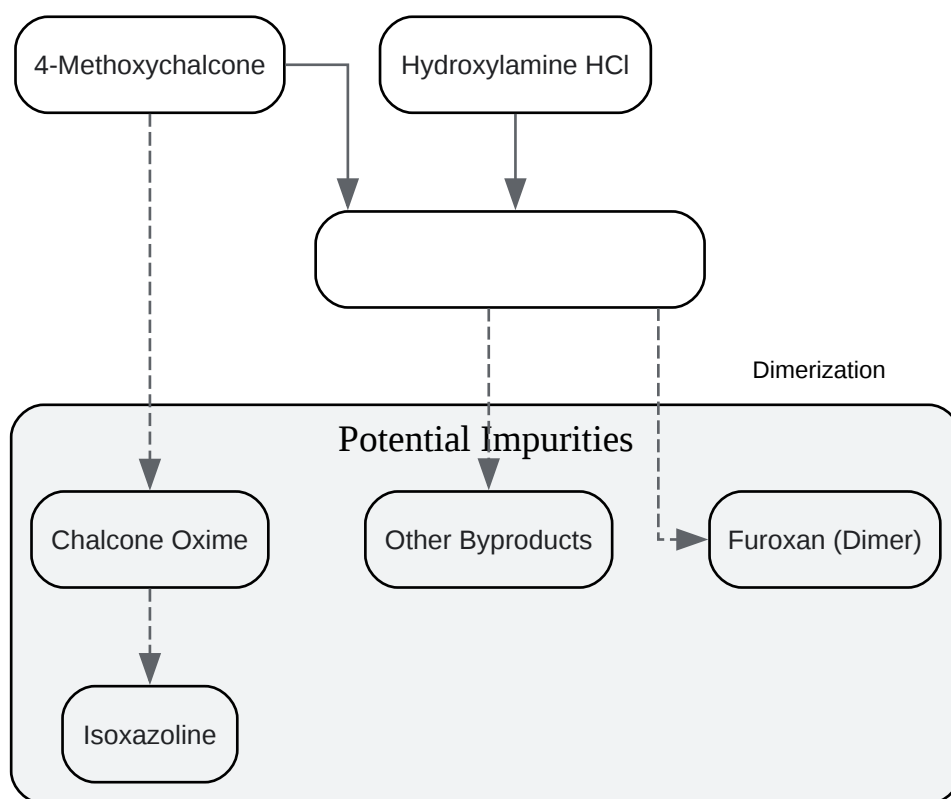 4-Methoxychalcone
Hydroxylamine HCl
Dimerization
Potential Impurities
Chalcone Oxime
Other Byproducts
Furoxan (Dimer)
Isoxazoline